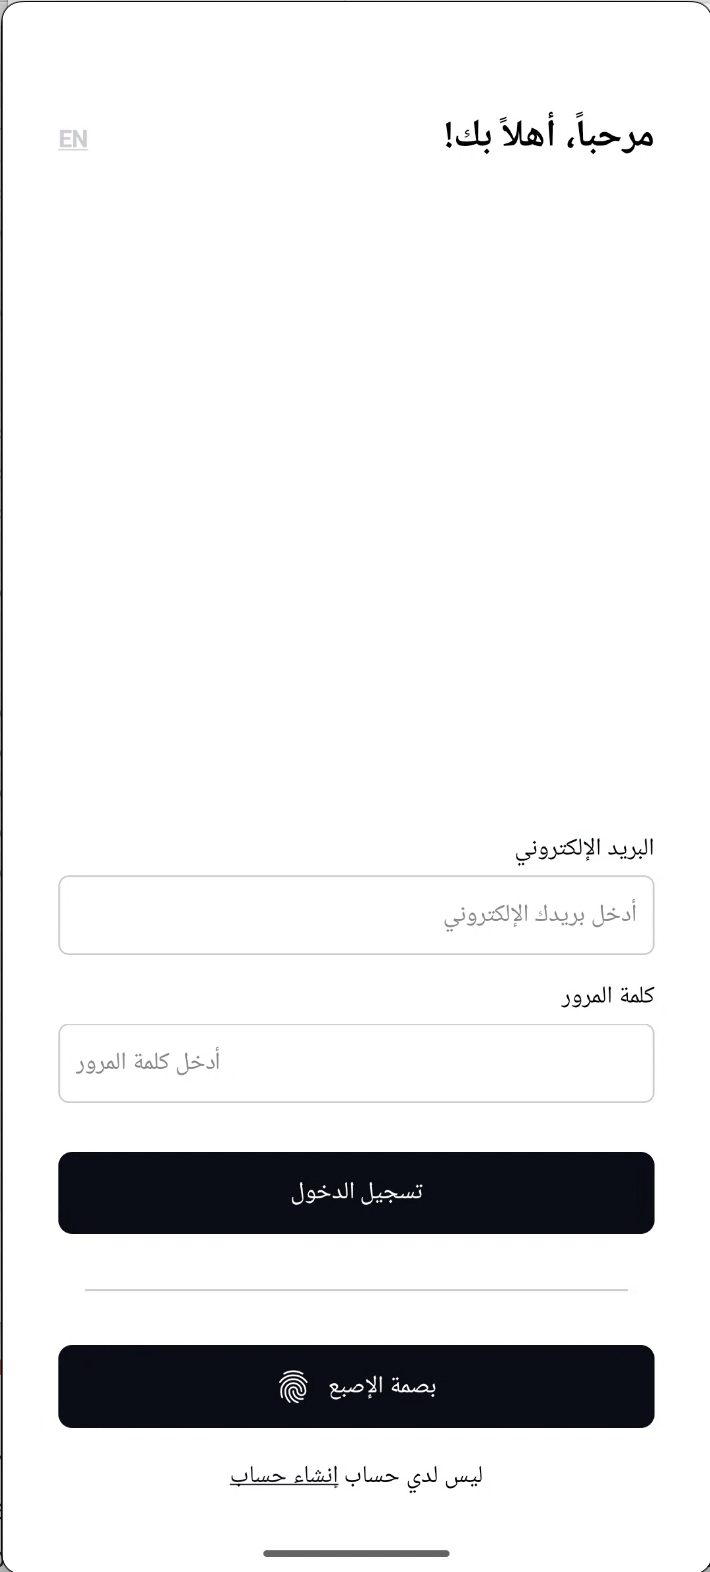 مرحباً، أهلاً بك!
EN
البريد الإلكتروني
أدخل بريدك الإلكتروني
كلمة المرور
أدخل كلمة المرور
تسجيل الدخول
بصمة الإصبع
ليس لدي حساب إنشاء حساب